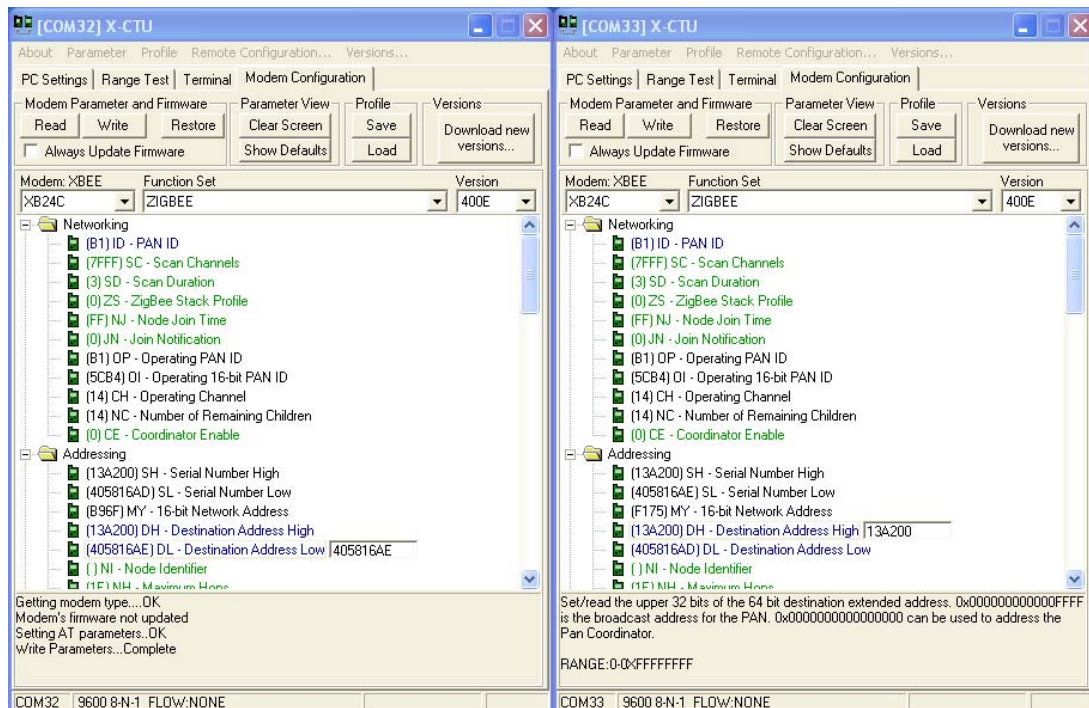 [COM32] X-CTU
About Parameter Profile Remote Configuration... Versions...
PC Settings Range Test Terminal Modem Configuration
Modem Parameter and Firmware Parameter View Profile Versions
Read Write Restore Clear Screen Save Download new versions...
Always Update Firmware Show Defaults Load
Modem: XBEE Function Set Version
XB24C ZIGBEE 400E
Networking
(B1) ID - PAN ID
(7FFF) SC - Scan Channels
(3) SD - Scan Duration
(0) ZS - ZigBee Stack Profile
(FF) NJ - Node Join Time
(0) JN - Join Notification
(B1) OP - Operating PAN ID
(5CB4) OI - Operating 16-bit PAN ID
(14) CH - Operating Channel
(14) NC - Number of Remaining Children
(0) CE - Coordinator Enable
Addressing
(13A200) SH - Serial Number High
(405816AD) SL - Serial Number Low
(B96F) MY - 16-bit Network Address
(13A200) DH - Destination Address High
(405816AE) DL - Destination Address Low 405816AE
( ) NI - Node Identifier
(1E) NH - Maximum Hops
Getting modem type....OK
Modem's firmware not updated
Setting AT parameters..OK
Write Parameters...Complete
COM32 9600 8-N-1 FLOW:NONE
[COM33] X-CTU
About Parameter Profile Remote Configuration... Versions...
PC Settings Range Test Terminal Modem Configuration
Modem Parameter and Firmware Parameter View Profile Versions
Read Write Restore Clear Screen Save Download new versions...
Always Update Firmware Show Defaults Load
Modem: XBEE Function Set Version
XB24C ZIGBEE 400E
Networking
(B1) ID - PAN ID
(7FFF) SC - Scan Channels
(3) SD - Scan Duration
(0) ZS - ZigBee Stack Profile
(FF) NJ - Node Join Time
(0) JN - Join Notification
(B1) OP - Operating PAN ID
(5CB4) OI - Operating 16-bit PAN ID
(14) CH - Operating Channel
(14) NC - Number of Remaining Children
(0) CE - Coordinator Enable
Addressing
(13A200) SH - Serial Number High
(405816AE) SL - Serial Number Low
(F175) MY - 16-bit Network Address
(13A200) DH - Destination Address High 13A200
(405816AD) DL - Destination Address Low
( ) NI - Node Identifier
(1E) NH - Maximum Hops
Set/read the upper 32 bits of the 64 bit destination extended address. 0x000000000000FFFF
is the broadcast address for the PAN. 0x0000000000000000 can be used to address the
Pan Coordinator.
RANGE:0-0XFFFFFFFF
COM33 9600 8-N-1 FLOW:NONE